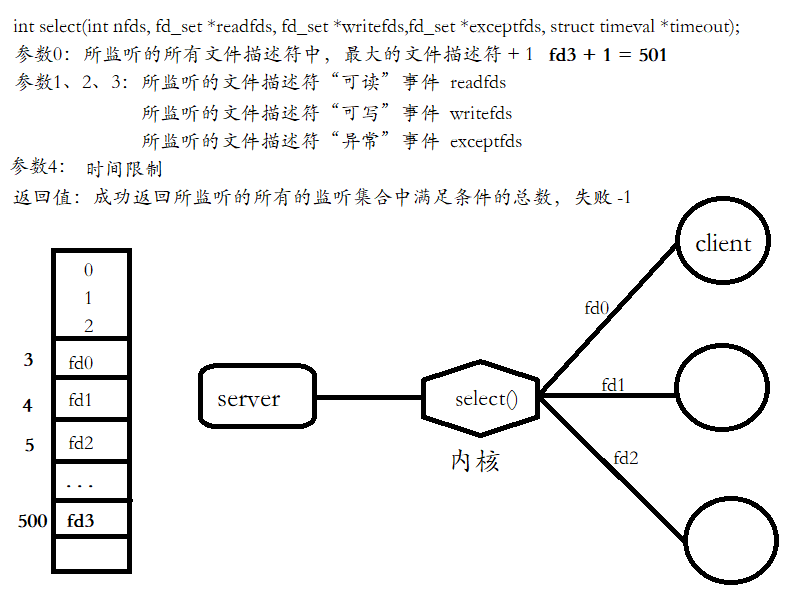 int select(int nfds, fd_set *readfds, fd_set *writefds,fd_set *exceptfds, struct timeval *timeout);
参数0：所监听的所有文件描述符中，最大的文件描述符+1 fd3 + 1 = 501
参数1、2、3：所监听的文件描述符“可读”事件 readfds
所监听的文件描述符“可写”事件 writefds
所监听的文件描述符“异常”事件 exceptfds
参数4： 时间限制
返回值：成功返回所监听的所有的监听集合中满足条件的总数，失败 -1
0
1
2
3 fd0
4 fd1
5 fd2
...
500 fd3
server
select()
内核
fd0
fd1
fd2
client